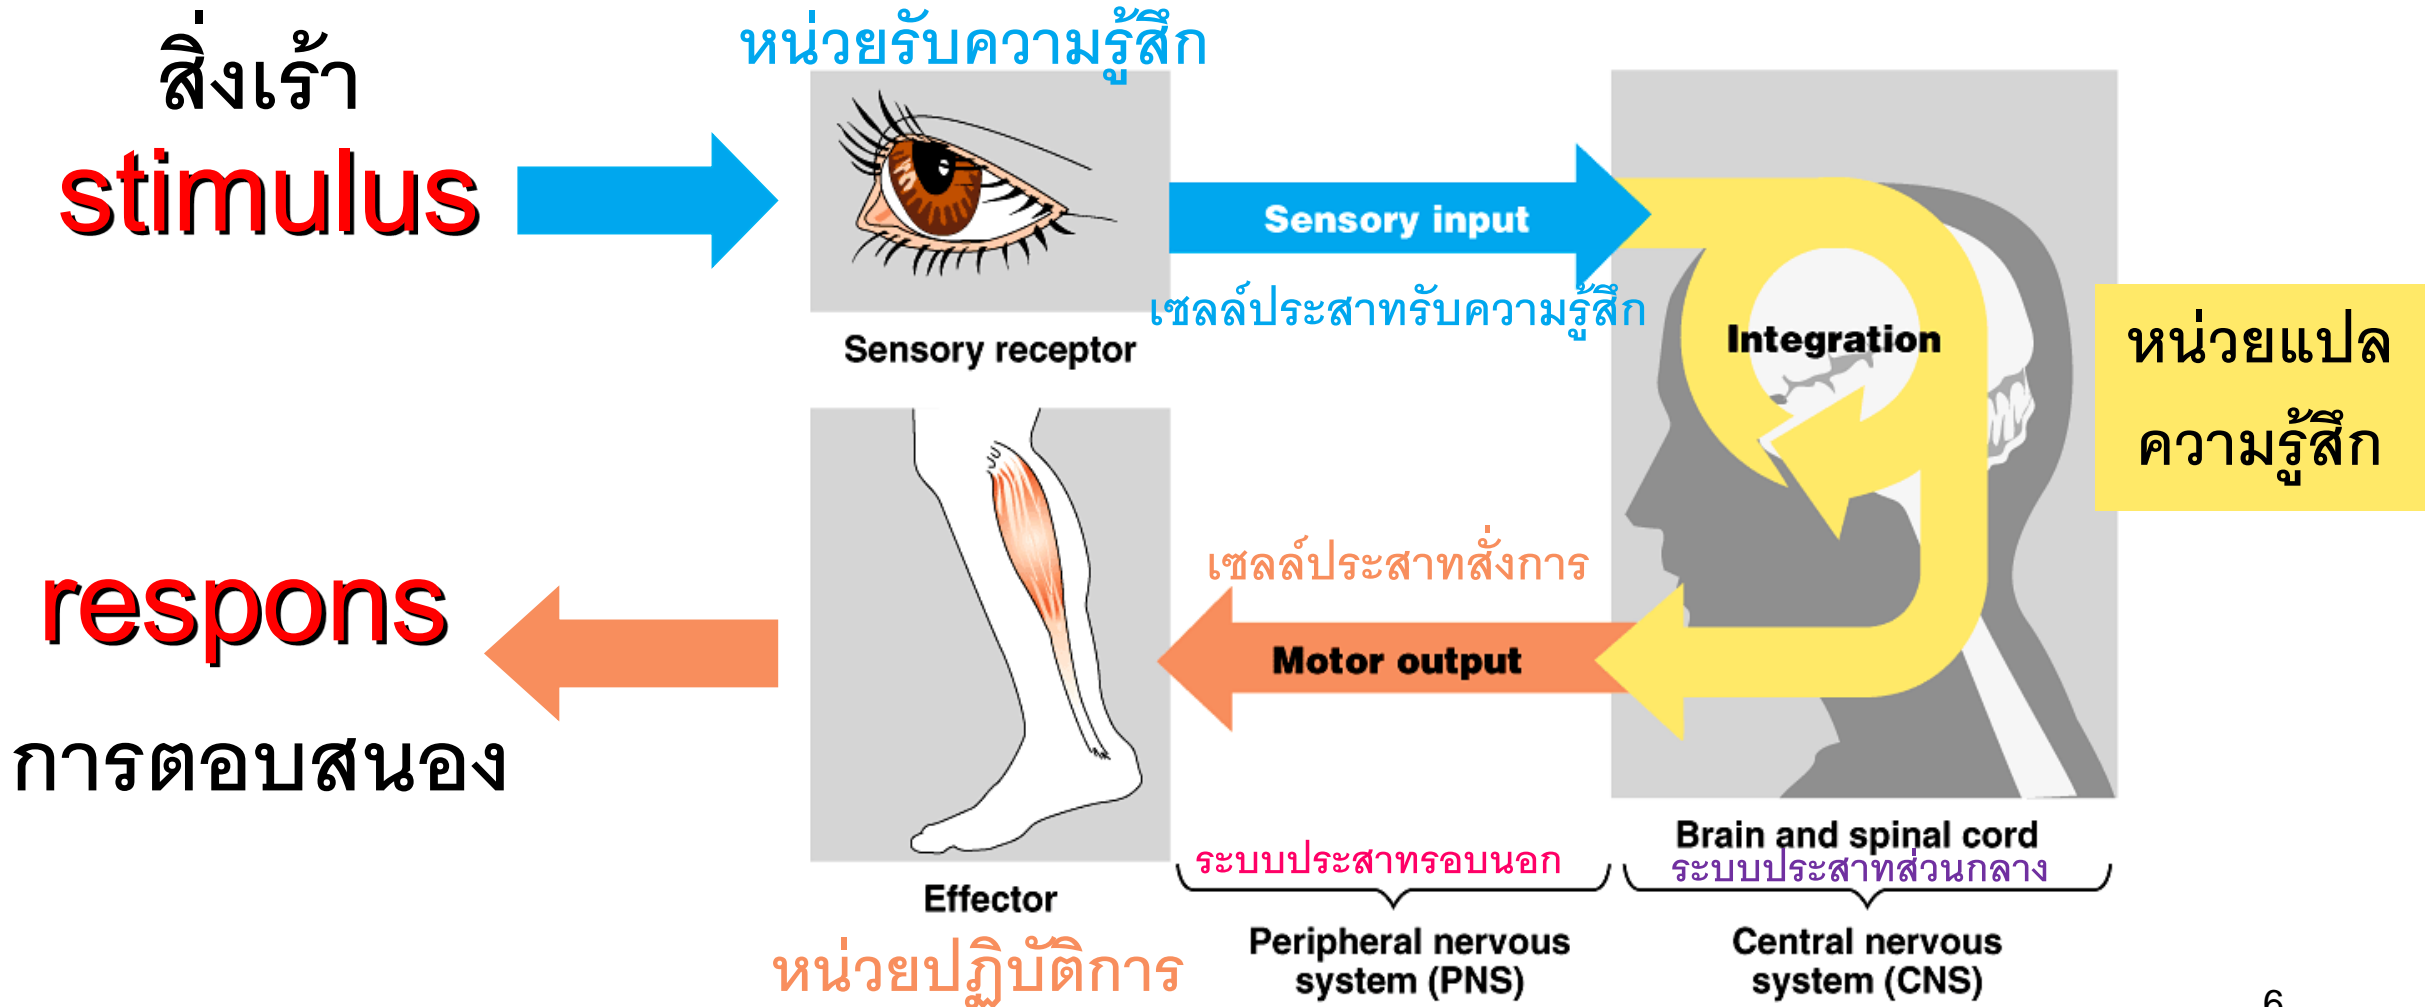 สิ่งเร้า
stimulus
หน่วยรับความรู้สึก
Sensory input
เซลล์ประสาทรับความรู้สึก
Sensory receptor
Integration
หน่วยแปล
ความรู้สึก
เซลล์ประสาทสั่งการ
Motor output
respons
การตอบสนอง
Brain and spinal cord
ระบบประสาทรอบนอก
ระบบประสาทส่วนกลาง
Effector
หน่วยปฏิบัติการ
Peripheral nervous
system (PNS)
Central nervous
system (CNS)
6